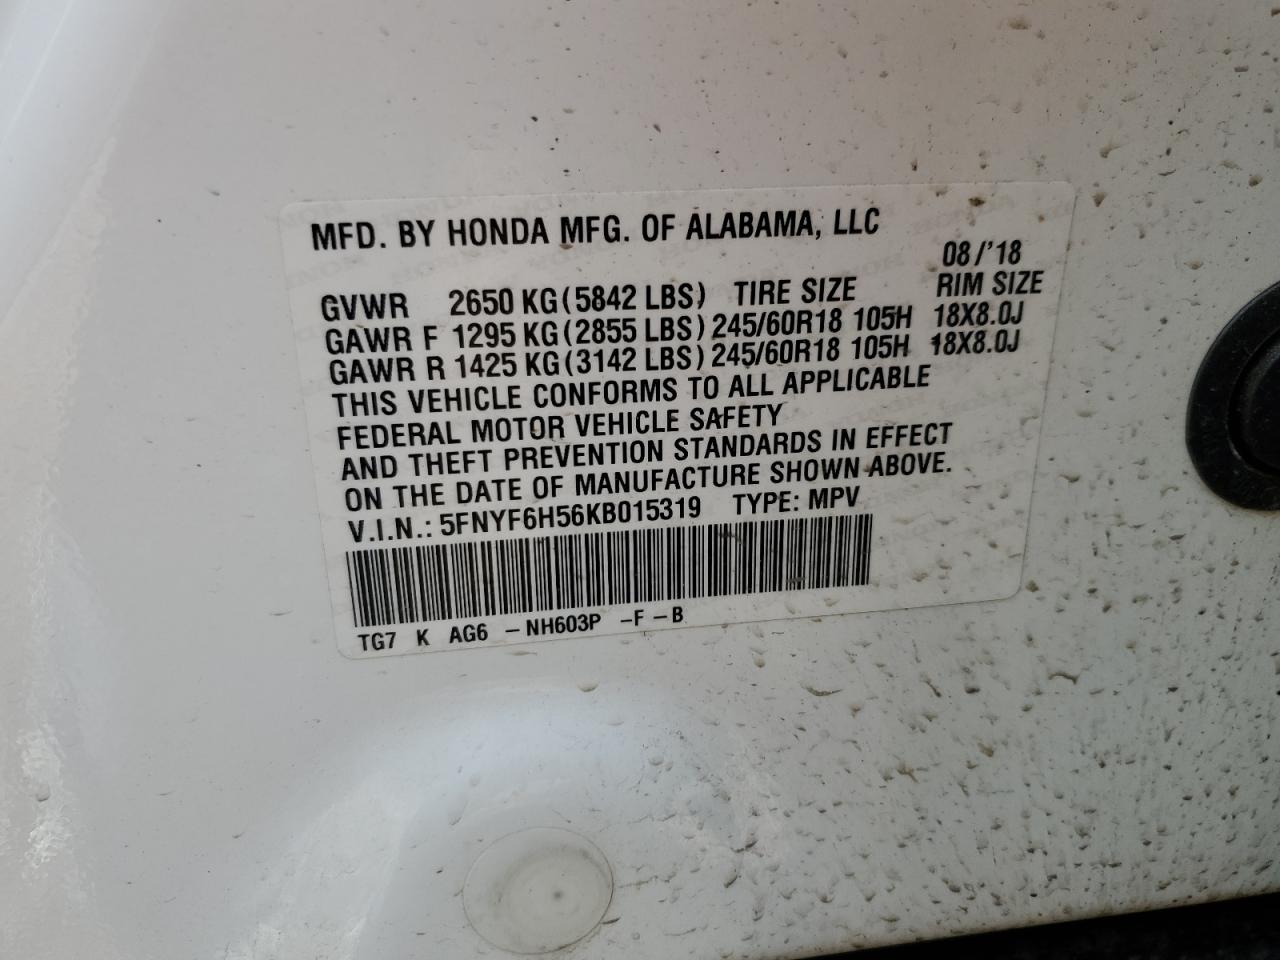 MFD. BY HONDA MFG. OF ALABAMA, LLC
08/'18
GVWR 2650 KG(5842 LBS) TIRE SIZE RIM SIZE
GAWR F 1295 KG(2855 LBS) 245/60R18 105H 18X8.0J
GAWR R 1425 KG(3142 LBS) 245/60R18 105H 18X8.0J
THIS VEHICLE CONFORMS TO ALL APPLICABLE
FEDERAL MOTOR VEHICLE SAFETY
AND THEFT PREVENTION STANDARDS IN EFFECT
ON THE DATE OF MANUFACTURE SHOWN ABOVE.
V.I.N.: 5FNYF6H56KB015319 TYPE: MPV
TG7 K AG6 -NH603P -F-B